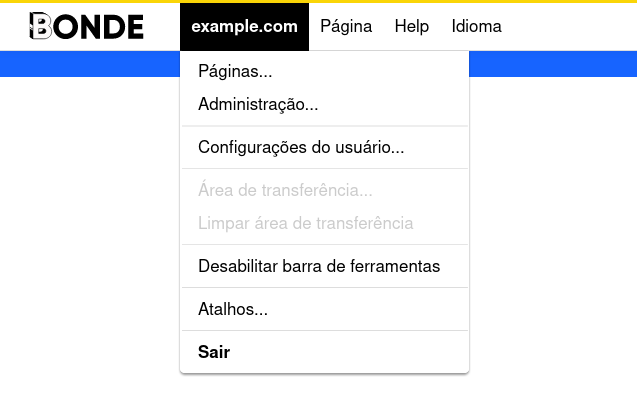 BONDE
example.com
Página
Help
Idioma
Páginas...
Administração...
Configurações do usuário...
Área de transferência...
Limpar área de transferência
Desabilitar barra de ferramentas
Atalhos...
Sair